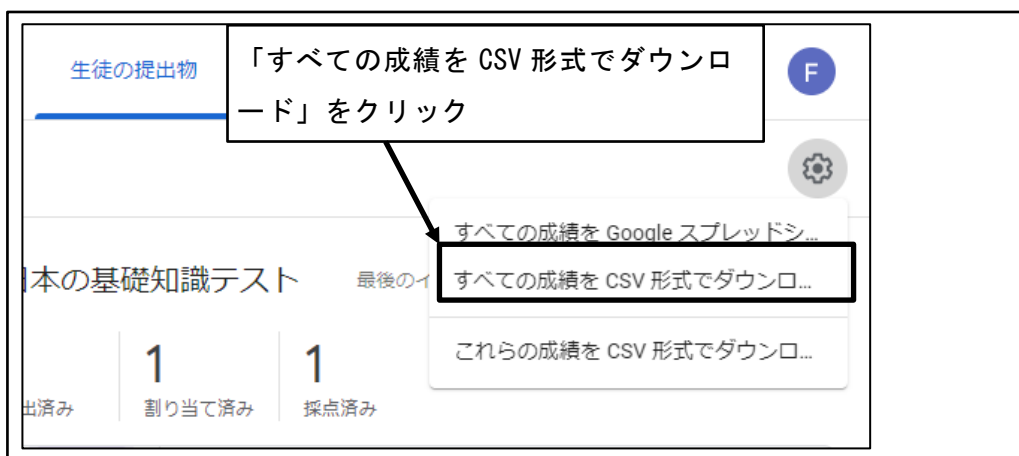 生徒の提出物
「すべての成績を CSV 形式でダウンロ
ード」をクリック
F
すべての成績を Google スプレッドシ...
すべての成績を CSV 形式でダウンロ...
これらの成績を CSV 形式でダウンロ...
本の基礎知識テスト
最後のイ
1
1
出済み
割り当て済み
採点済み